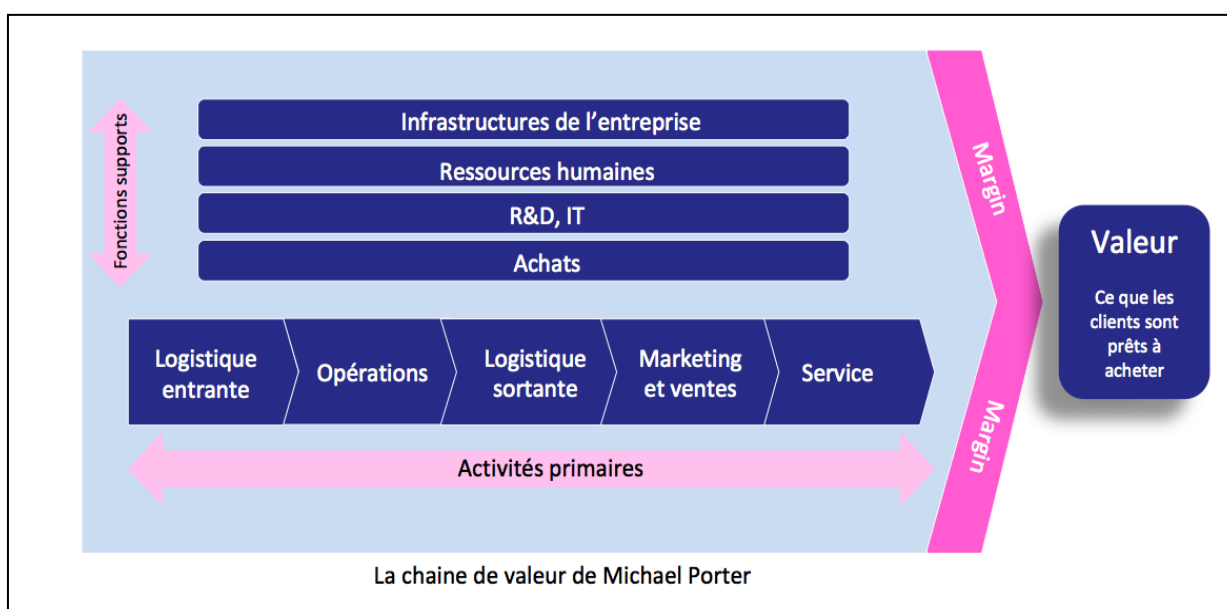 Fonctions supports
Infrastructures de l'entreprise
Ressources humaines
R&D, IT
Achats
Logistique
entrante
Opérations
Logistique
sortante
Marketing
et ventes
Service
Activités primaires
Margin
Margin
Valeur
Ce que les
clients sont
prêts à
acheter
La chaine de valeur de Michael Porter